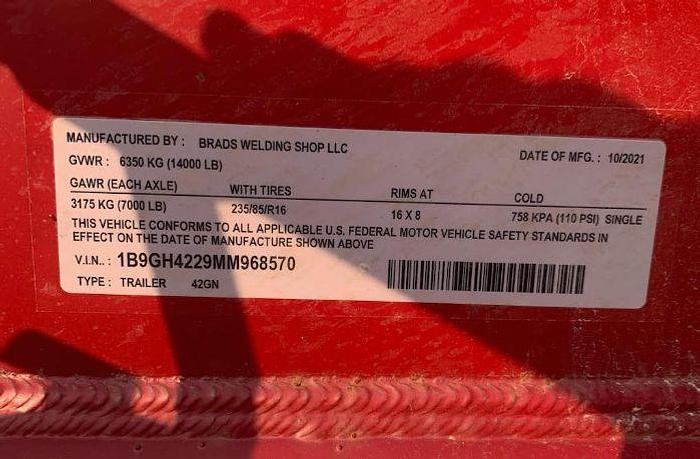 MANUFACTURED BY : BRADS WELDING SHOP LLC
GVWR : 6350 KG (14000 LB) DATE OF MFG. : 10/2021
GAWR (EACH AXLE) WITH TIRES RIMS AT COLD
3175 KG (7000 LB) 235/85/R16 16 X 8 758 KPA (110 PSI) SINGLE
THIS VEHICLE CONFORMS TO ALL APPLICABLE U.S. FEDERAL MOTOR VEHICLE SAFETY STANDARDS IN
EFFECT ON THE DATE OF MANUFACTURE SHOWN ABOVE
V.I.N.. : 1B9GH4229MM968570
TYPE : TRAILER 42GN